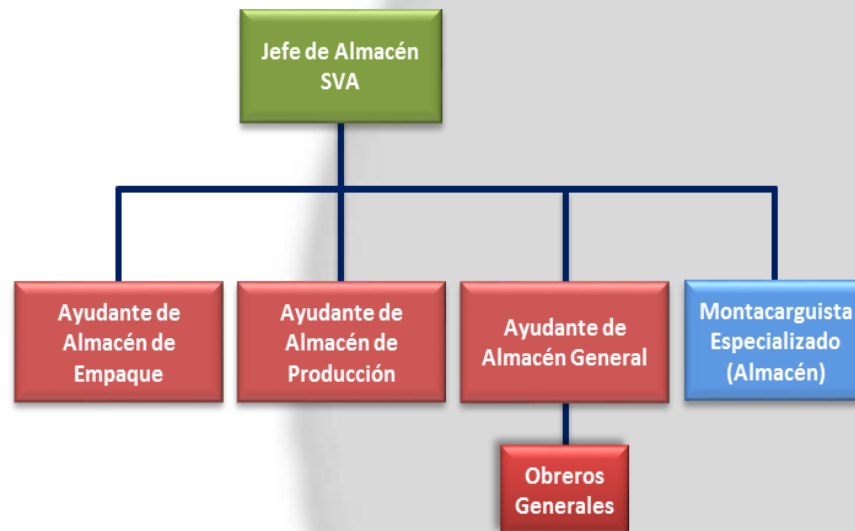 Jefe de Almacén
SVA
Ayudante de
Almacén de
Empaque
Ayudante de
Almacén de
Producción
Ayudante de
Almacén General
Montacarguista
Especializado
(Almacén)
Obreros
Generales